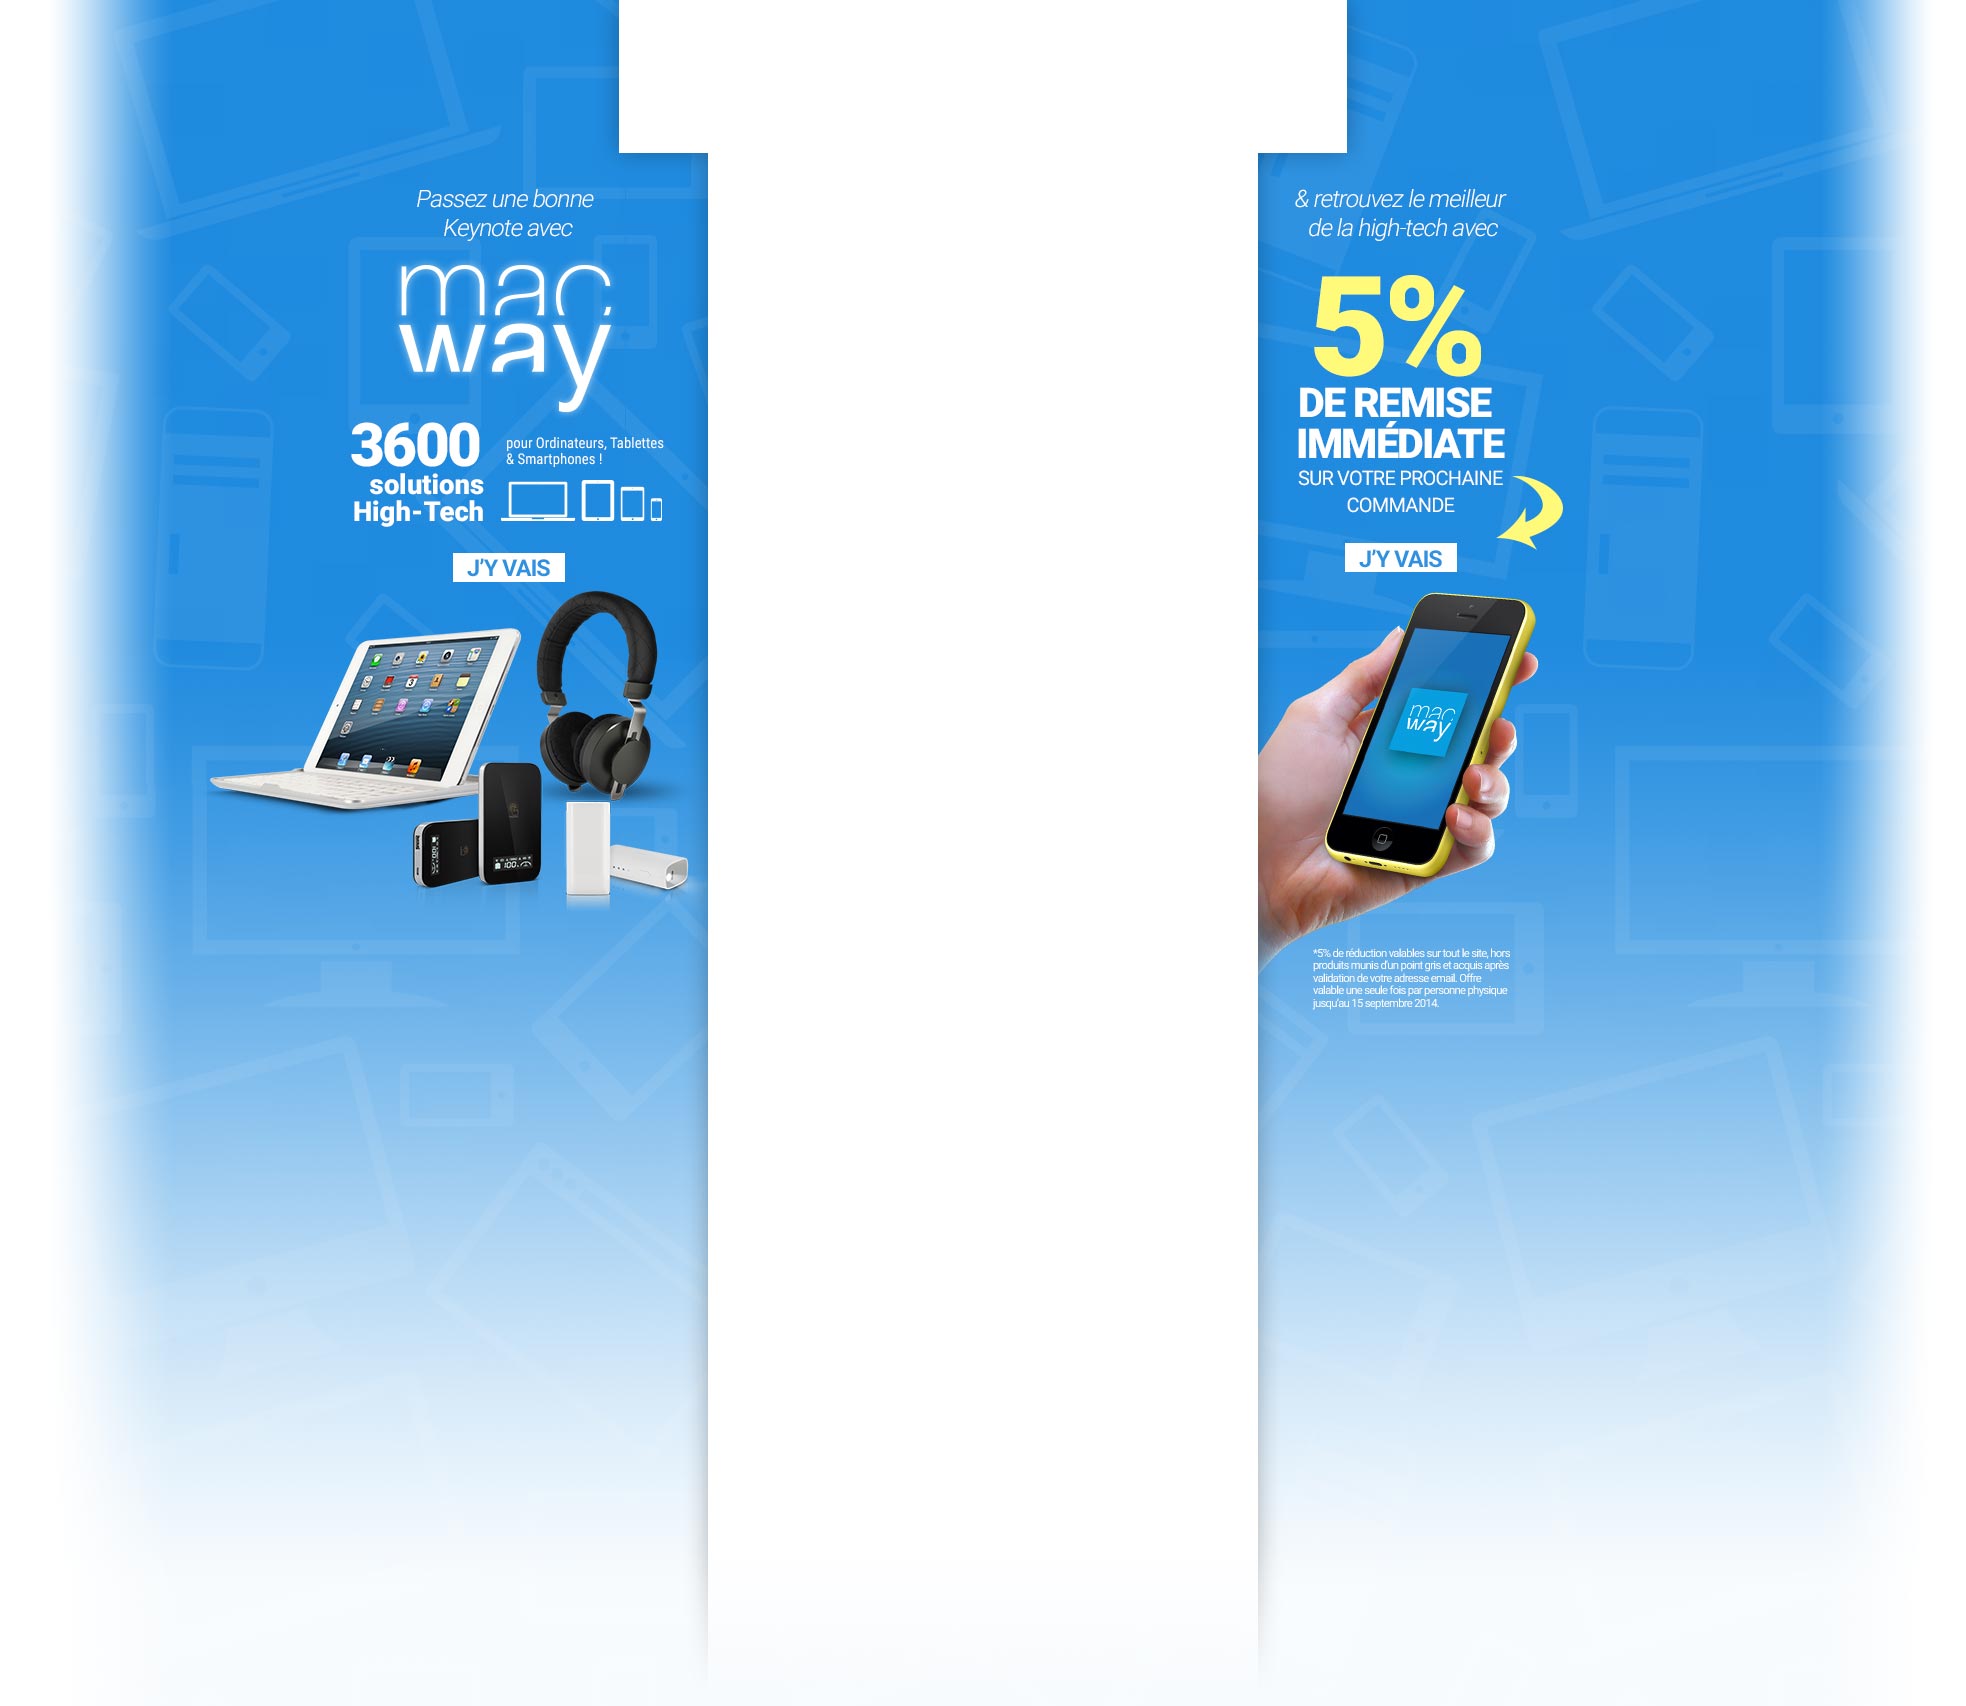 Passez une bonne
Keynote avec
mac
way
3600
solutions
High-Tech
pour Ordinateurs, Tablettes
& Smartphones !
J'Y VAIS
100
& retrouvez le meilleur
de la high-tech avec
5%
DE REMISE
IMMÉDIATE
SUR VOTRE PROCHAINE
COMMANDE
J'Y VAIS
mac
way
*5% de réduction valables sur tout le site, hors
produits munis d'un point gris et acquis après
validation de votre adresse email. Offre
valable une seule fois par personne physique
jusqu'au 15 septembre 2014.